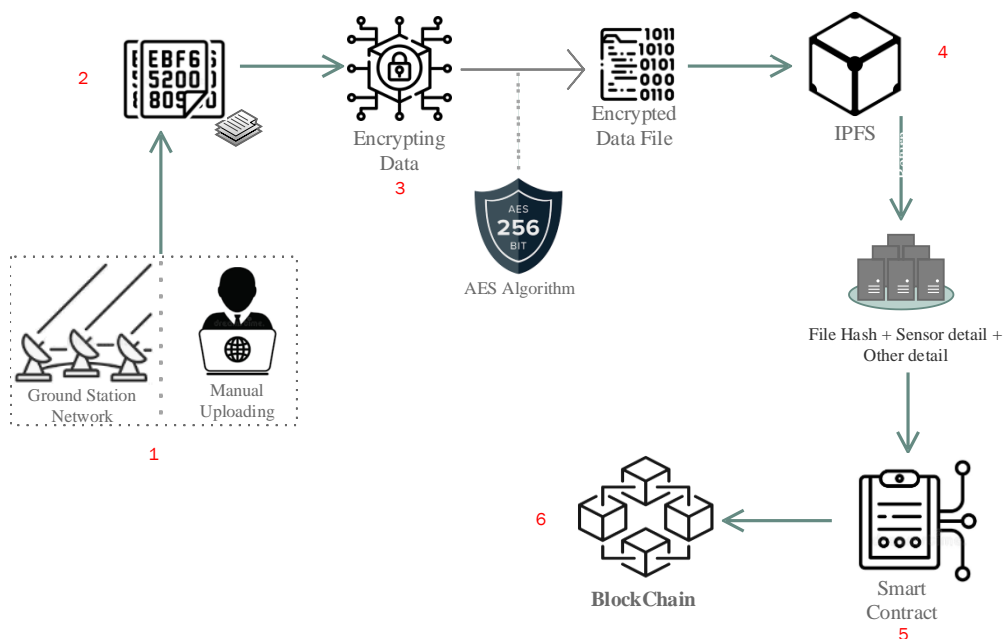 2
EBF6
5200
809
1011
1010
0101
000
0110
4
Encrypting
Data
3
Encrypted
Data File
IPFS
AES
256
BIT
AES Algorithm
File Hash + Sensor detail +
Other detail
Ground Station
Network
Manual
Uploading
1
6
BlockChain
Smart
Contract
5